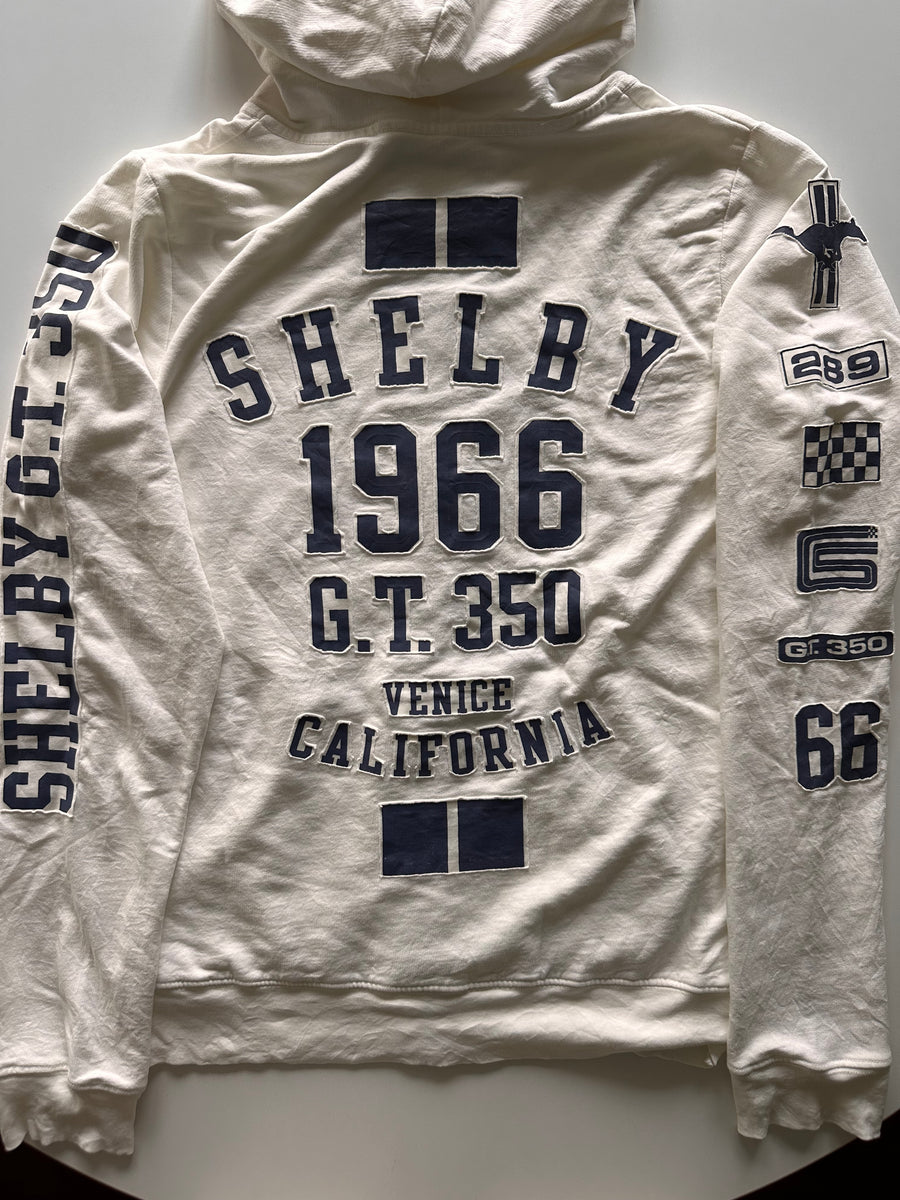 SHELBY G.T. 350
SHELBY
1966
G.T. 350
VENICE
CALIFORNIA
289
G.T. 350
66